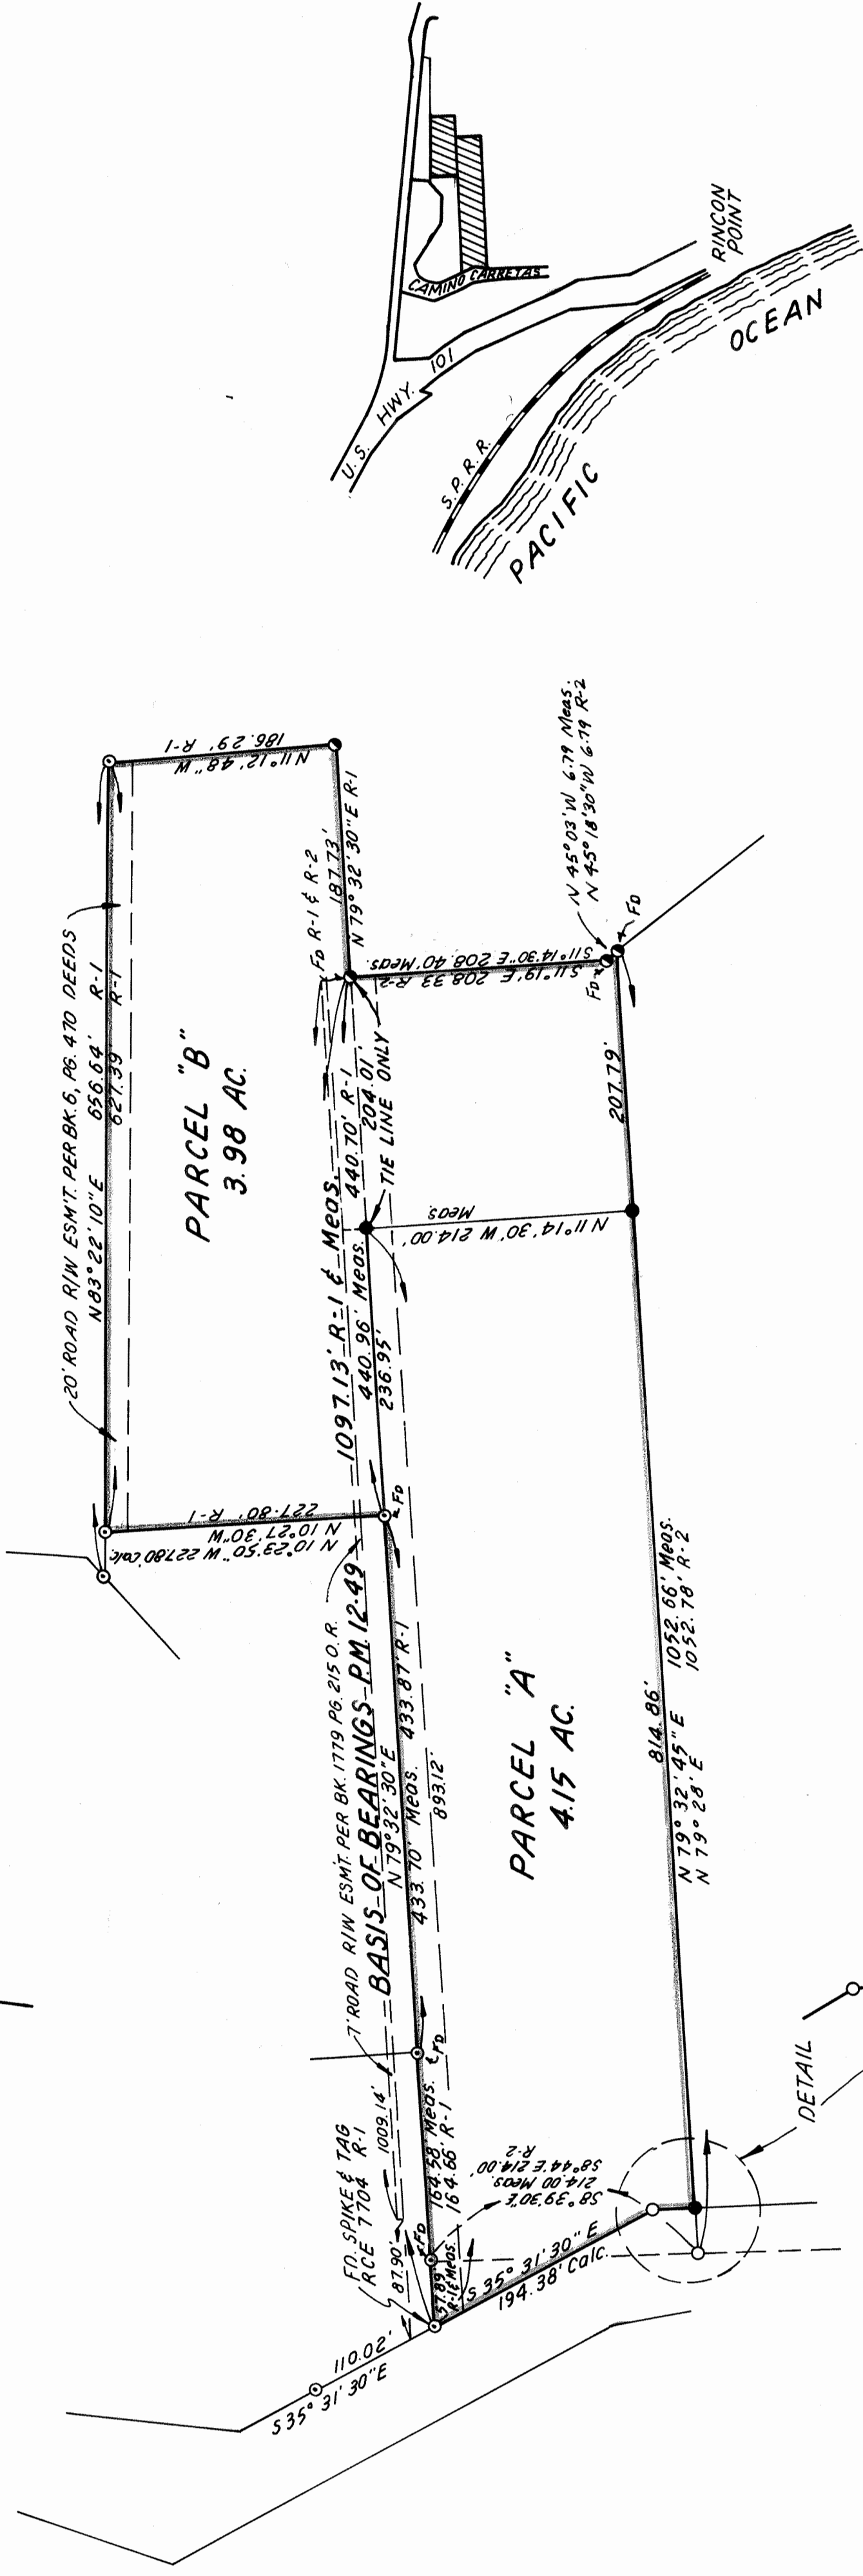 RINCON
POINT
CAMINO CARRETAS
U.S. HWY. 101
S.P.R.R.
PACIFIC OCEAN
20' ROAD R/W ESM'T. PER BK. 6, PG. 470 DEEDS
N 83° 22' 10" E 656.64' R-1
627.39' R-1
186.29' R-1
N 11° 12' 48" W
PARCEL "B"
3.98 AC.
FD R-1 & R-2
187.73'
N 79° 32' 30" E R-1
N 45° 03' W 6.79 Meas.
N 45° 18' 30" W 6.79 R-2
FD
FD
S 11° 14' 30" E 208.40' Meas.
S 11° 19' E 208.33 R-2
207.79'
TIE LINE ONLY
1097.13' R-1 & Meas.
440.70' R-1
204.01'
440.96' Meas.
236.95'
N 11° 14' 30" W 214.00'
Meas
227.80' R-1
N 10° 27' 30" W
N 10° 23' 50" W 227.80 calc.
FD
7' ROAD R/W ESM'T. PER BK. 1779 PG. 215 O.R.
BASIS OF BEARINGS P.M. 12-49
N 79° 32' 30" E
433.70' Meas. 433.87' R-1
893.12'
PARCEL "A"
4.15 AC.
814.86'
N 79° 32' 45" E 1052.66' Meas.
N 79° 28' E 1052.78' R-2
FD. SPIKE & TAG
RCE 7704 R-1
1009.14'
87.90'
FD
FD
164.58' Meas.
164.66' R-1
57.89'
R-1 & Meas.
S 8° 39' 30" E
214.00 Meas
S 8° 44' E 214.00'
R-2
S 35° 31' 30" E
194.38' Calc.
110.02'
S 35° 31' 30" E
DETAIL